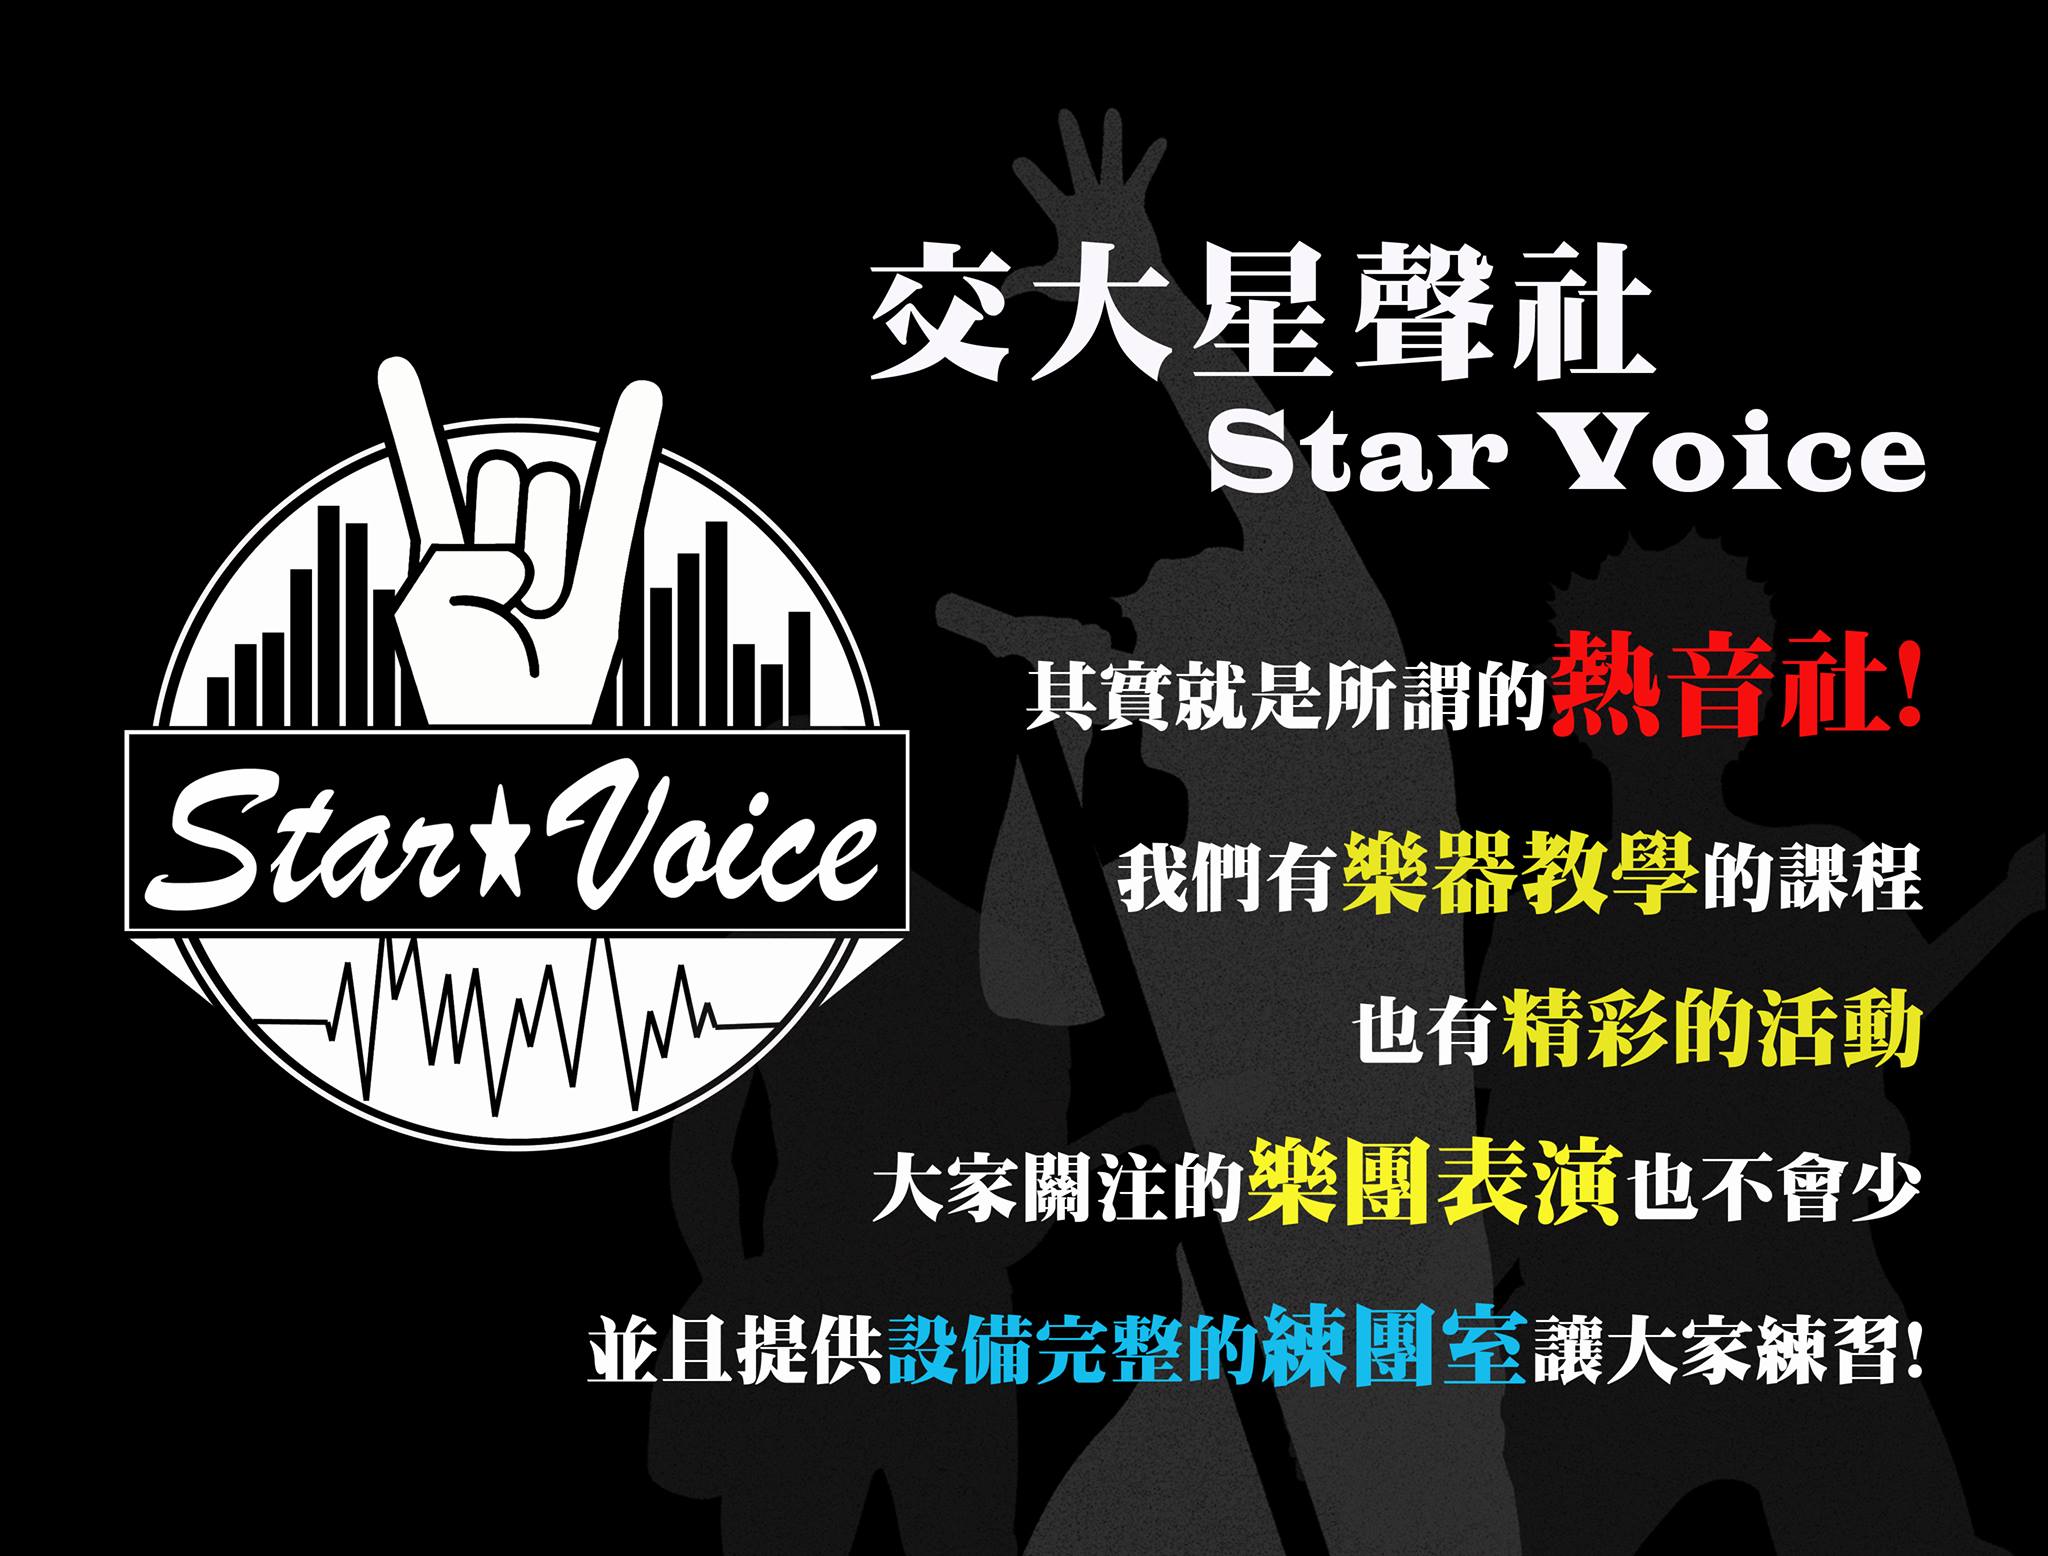 交大星聲社
Star Voice
Star★Voice
其實就是所謂的熱音社!
我們有樂器教學的課程
也有精彩的活動
大家關注的樂團表演也不會少
並且提供設備完整的練團室讓大家練習!